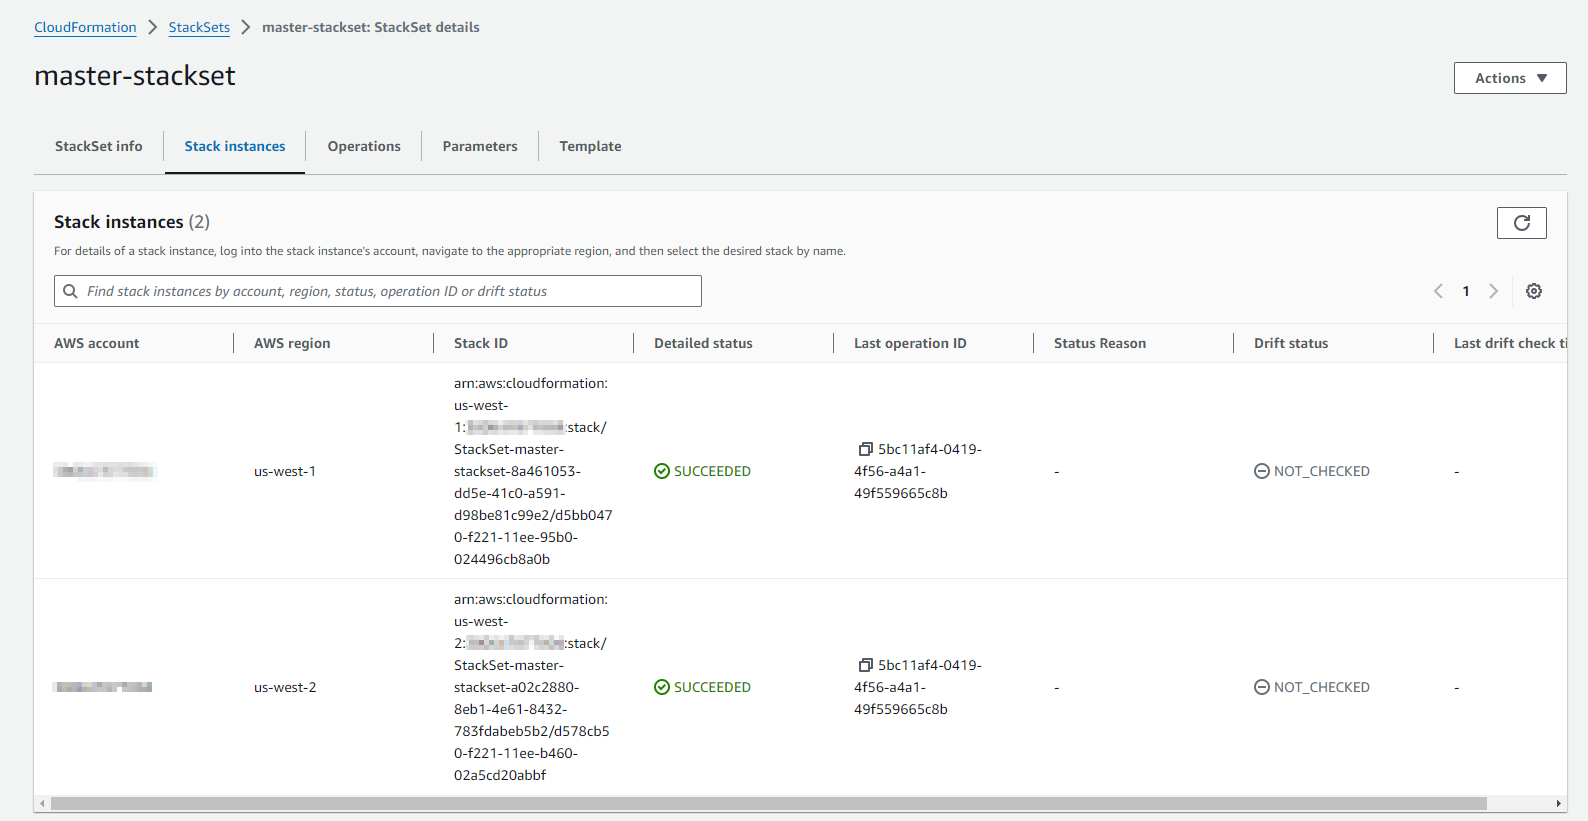 CloudFormation > StackSets > master-stackset: StackSet details
master-stackset
Actions
StackSet info
Stack instances
Operations
Parameters
Template
Stack instances (2)
For details of a stack instance, log into the stack instance's account, navigate to the appropriate region, and then select the desired stack by name.
Find stack instances by account, region, status, operation ID or drift status
1
AWS account
AWS region
Stack ID
Detailed status
Last operation ID
Status Reason
Drift status
Last drift check ti
us-west-1
arn:aws:cloudformation:
us-west-
1: :stack/
StackSet-master-
stackset-8a461053-
dd5e-41c0-a591-
d98be81c99e2/d5bb047
0-f221-11ee-95b0-
024496cb8a0b
SUCCEEDED
5bc11af4-0419-
4f56-a4a1-
49f559665c8b
-
NOT_CHECKED
-
us-west-2
arn:aws:cloudformation:
us-west-
2: :stack/
StackSet-master-
stackset-a02c2880-
8eb1-4e61-8432-
783fdabeb5b2/d578cb5
0-f221-11ee-b460-
02a5cd20abbf
SUCCEEDED
5bc11af4-0419-
4f56-a4a1-
49f559665c8b
-
NOT_CHECKED
-